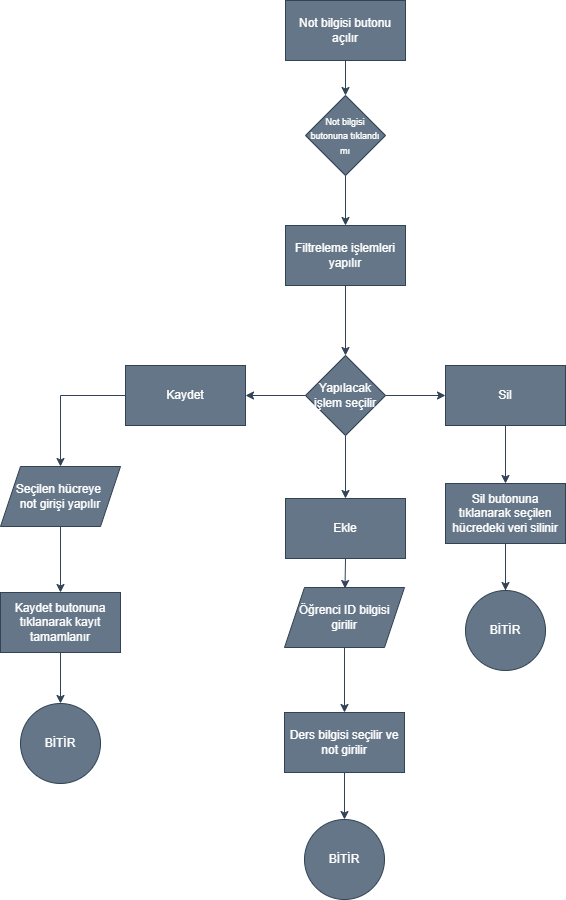 Not bilgisi butonu
açılır
Not bilgisi
butonuna tıklandı
mı
Filtreleme işlemleri
yapılır
Yapılacak
işlem seçilir
Kaydet
Seçilen hücreye
not girişi yapılır
Kaydet butonuna
tıklanarak kayıt
tamamlanır
BİTİR
Ekle
Öğrenci ID bilgisi
girilir
Ders bilgisi seçilir ve
not girilir
BİTİR
Sil
Sil butonuna
tıklanarak seçilen
hücredeki veri silinir
BİTİR